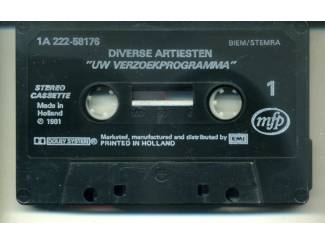 1A 222-58176
BIEM/STEMRA
DIVERSE ARTIESTEN
"UW VERZOEKPROGRAMMA"
STEREO
CASSETTE
1
Made in
Holland
℗ 1981
mfp
DOLBY SYSTEM
Marketed, manufactured and distributed by EMI
PRINTED IN HOLLAND